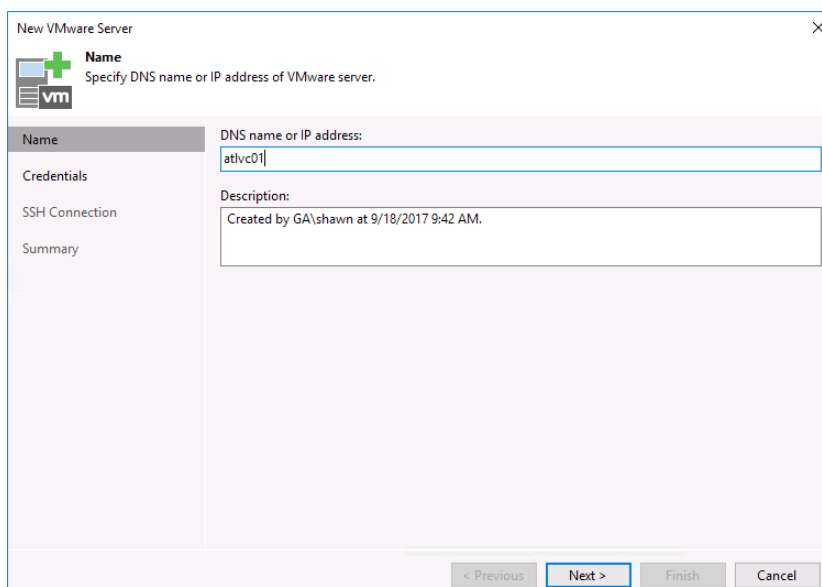 New VMware Server
Name
Specify DNS name or IP address of VMware server.
vm
Name
Credentials
SSH Connection
Summary
DNS name or IP address:
atlvc01
Description:
Created by GA\shawn at 9/18/2017 9:42 AM.
< Previous
Next >
Finish
Cancel